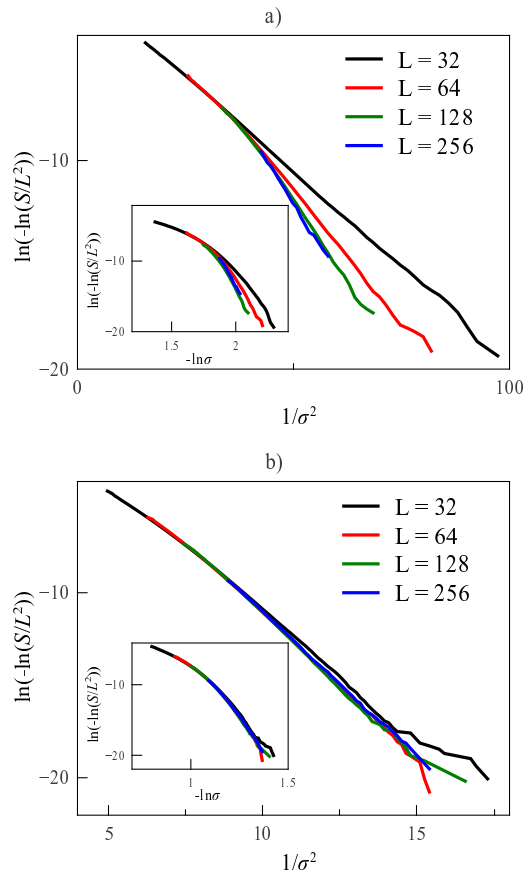 a)
L = 32
L = 64
L = 128
L = 256
ln(-ln(S/L²))
−10
−20
ln(-ln(S/L²))
−10
−20
1.5
2
-lnσ
0
100
1/σ²
b)
L = 32
L = 64
L = 128
L = 256
ln(-ln(S/L²))
−10
−20
ln(-ln(S/L²))
−10
−20
1
1.5
-lnσ
5
10
15
1/σ²